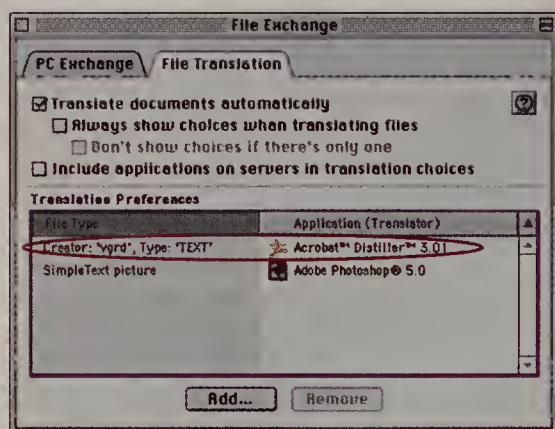 File Exchange
PC Exchange File Translation
Translate documents automatically
Always show choices when translating files
Don't show choices if there's only one
Include applications on servers in translation choices
Translation Preferences
File Type Application (Translator)
Creator: 'vgrd', Type: 'TEXT' Acrobat™ Distiller™ 3.01
SimpleText picture Adobe Photoshop® 5.0
Add... Remove